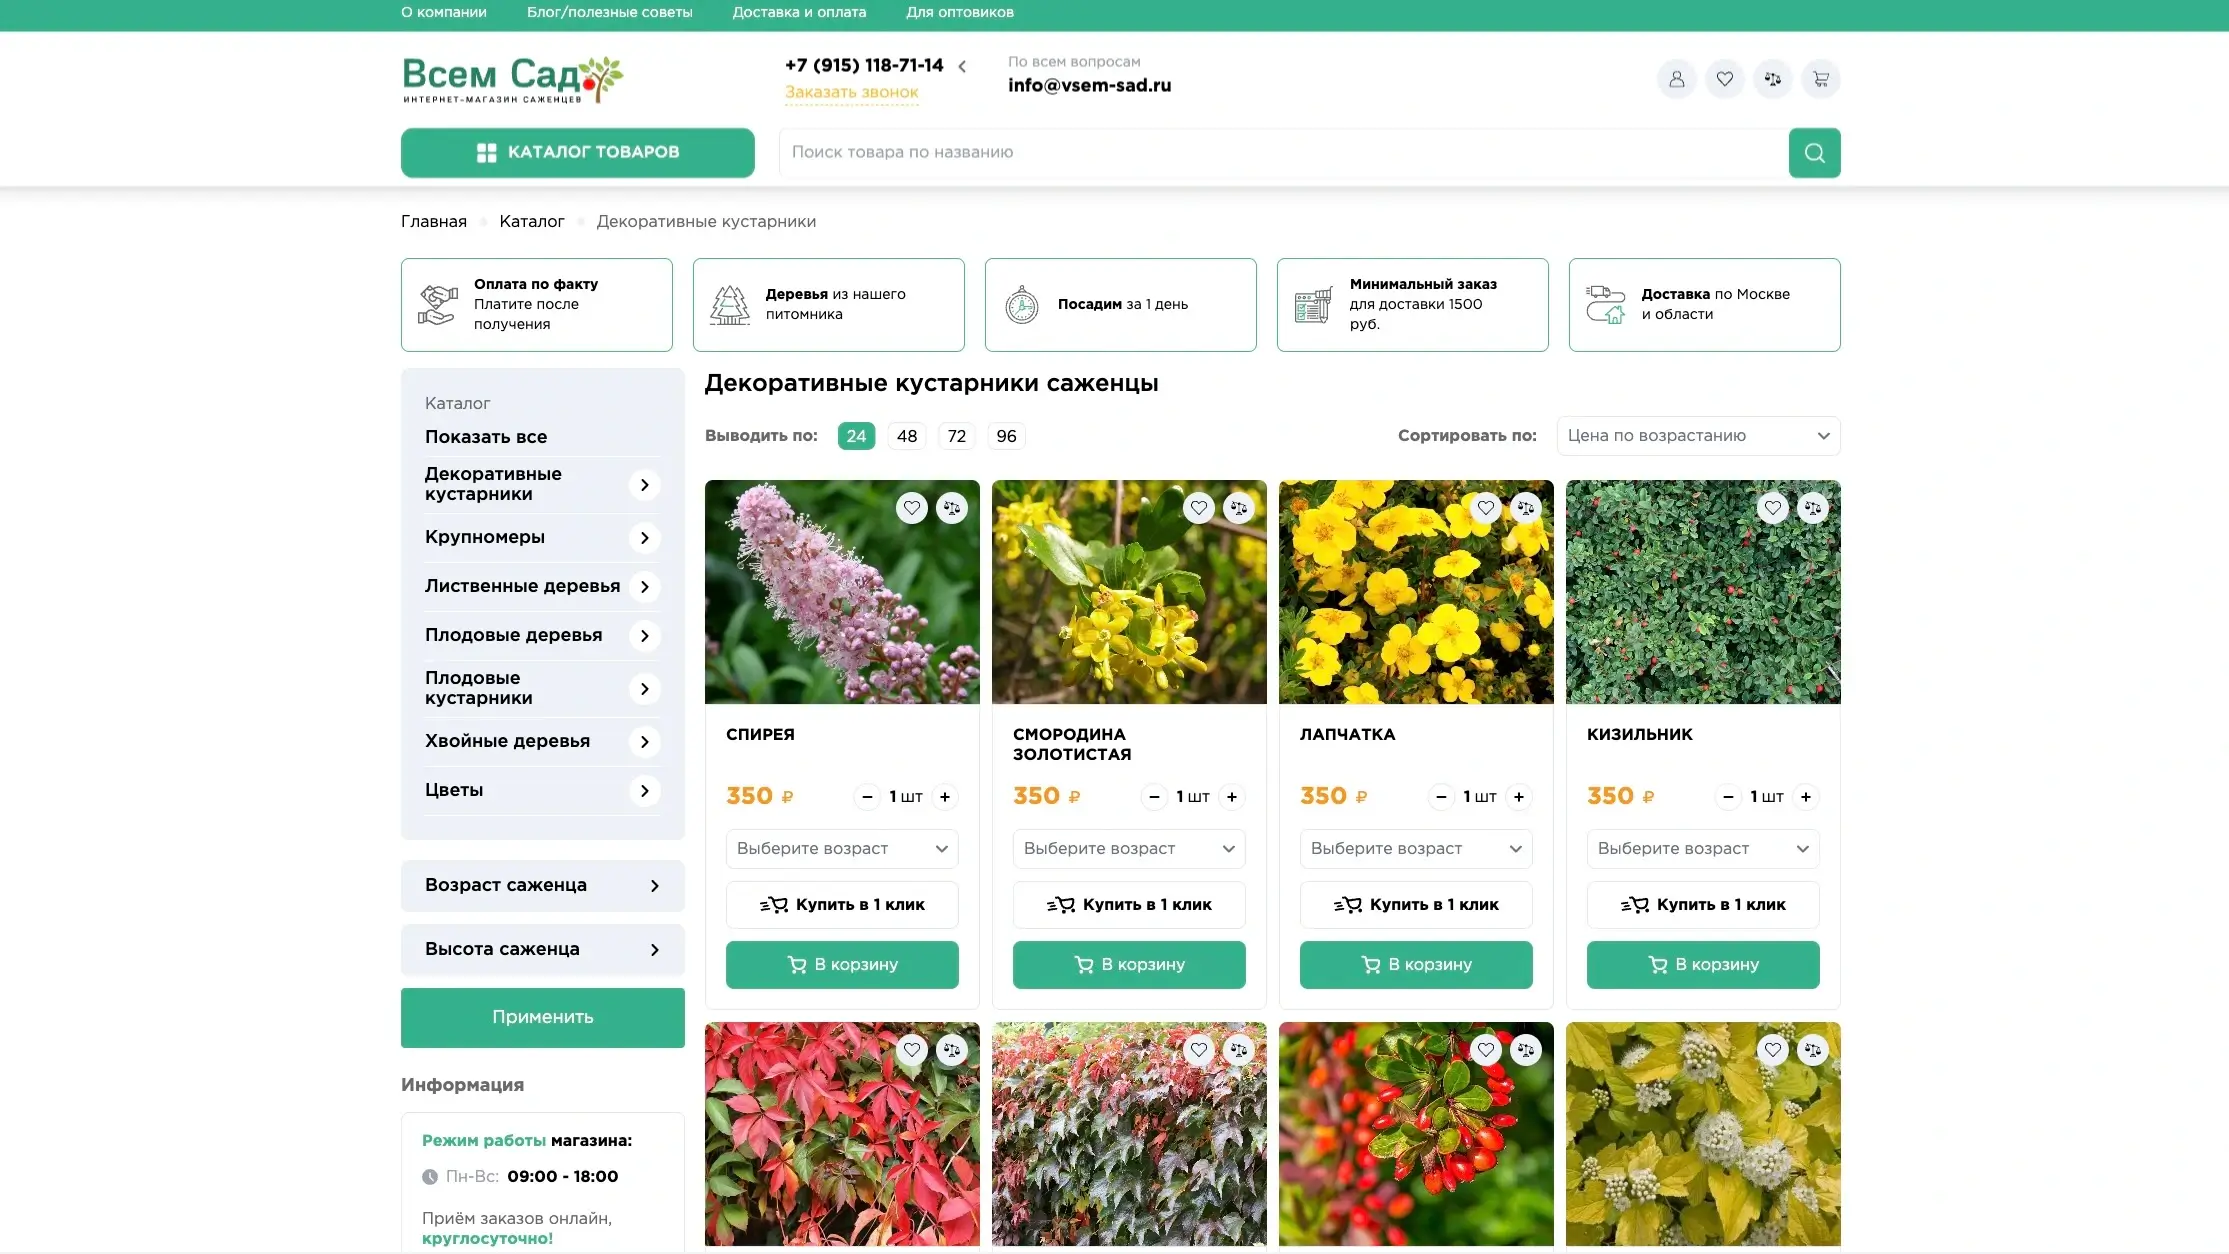 О компании
Блог/полезные советы
Доставка и оплата
Для оптовиков
Всем Сад
ИНТЕРНЕТ-МАГАЗИН САЖЕНЦЕВ
+7 (915) 118-71-14
Заказать звонок
По всем вопросам
info@vsem-sad.ru
КАТАЛОГ ТОВАРОВ
Поиск товара по названию
Главная
Каталог
Декоративные кустарники
Оплата по факту
Платите после
получения
Деревья из нашего
питомника
Посадим за 1 день
Минимальный заказ
для доставки 1500
руб.
Доставка по Москве
и области
Каталог
Показать все
Декоративные
кустарники
Крупномеры
Лиственные деревья
Плодовые деревья
Плодовые
кустарники
Хвойные деревья
Цветы
Возраст саженца
Высота саженца
Применить
Информация
Режим работы магазина:
Пн-Вс: 09:00 - 18:00
Приём заказов онлайн,
круглосуточно!
Декоративные кустарники саженцы
Выводить по: 24 48 72 96
Сортировать по: Цена по возрастанию
СПИРЕЯ
350 ₽
− 1 шт +
Выберите возраст
Купить в 1 клик
В корзину
СМОРОДИНА
ЗОЛОТИСТАЯ
350 ₽
− 1 шт +
Выберите возраст
Купить в 1 клик
В корзину
ЛАПЧАТКА
350 ₽
− 1 шт +
Выберите возраст
Купить в 1 клик
В корзину
КИЗИЛЬНИК
350 ₽
− 1 шт +
Выберите возраст
Купить в 1 клик
В корзину